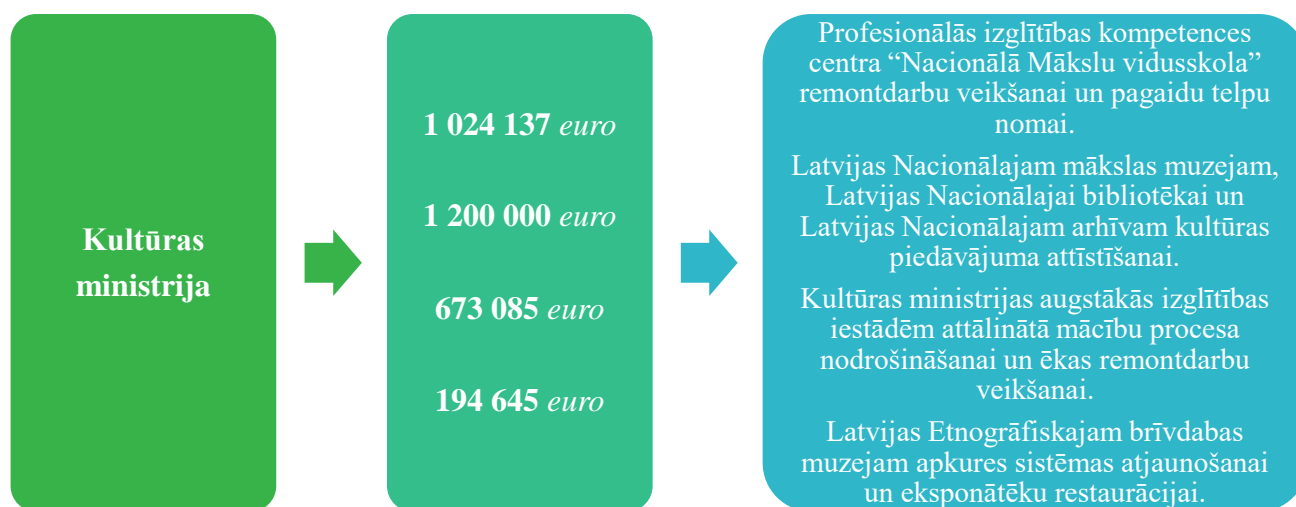 Kultūras
ministrija
1 024 137 euro
1 200 000 euro
673 085 euro
194 645 euro
Profesionālās izglītības kompetences
centra “Nacionālā Mākslu vidusskola”
remontdarbu veikšanai un pagaidu telpu
nomai.
Latvijas Nacionālajam mākslas muzejam,
Latvijas Nacionālajai bibliotēkai un
Latvijas Nacionālajam arhīvam kultūras
piedāvājuma attīstīšanai.
Kultūras ministrijas augstākās izglītības
iestādēm attālinātā mācību procesa
nodrošināšanai un ēkas remontdarbu
veikšanai.
Latvijas Etnogrāfiskajam brīvdabas
muzejam apkures sistēmas atjaunošanai
un eksponātēku restaurācijai.